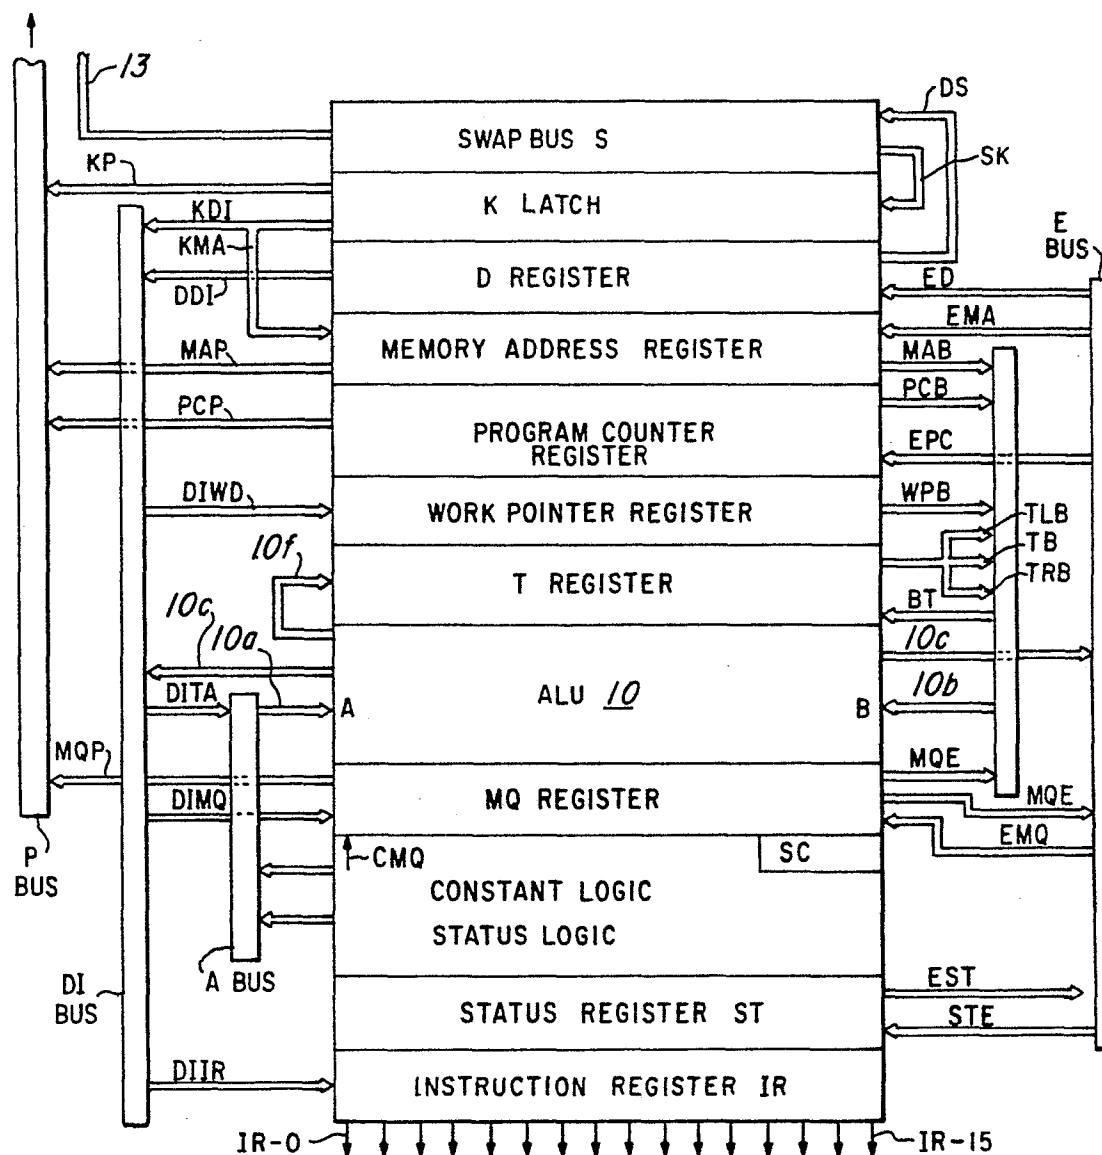 13
DS
SWAP BUS S
SK
KP
K LATCH
KDI
E
BUS
KMA
D REGISTER
DDI
ED
EMA
MAP
MEMORY ADDRESS REGISTER
MAB
PCB
PCP
PROGRAM COUNTER
REGISTER
EPC
DIWD
WORK POINTER REGISTER
WPB
TLB
10f
T REGISTER
TB
TRB
BT
10c
10a
10c
DITA
A
ALU 10
B
10b
MQP
MQE
DIMQ
MQ REGISTER
MQE
P
BUS
CMQ
SC
EMQ
CONSTANT LOGIC
STATUS LOGIC
DI
BUS
A BUS
EST
STATUS REGISTER ST
STE
DIIR
INSTRUCTION REGISTER IR
IR-0
IR-15